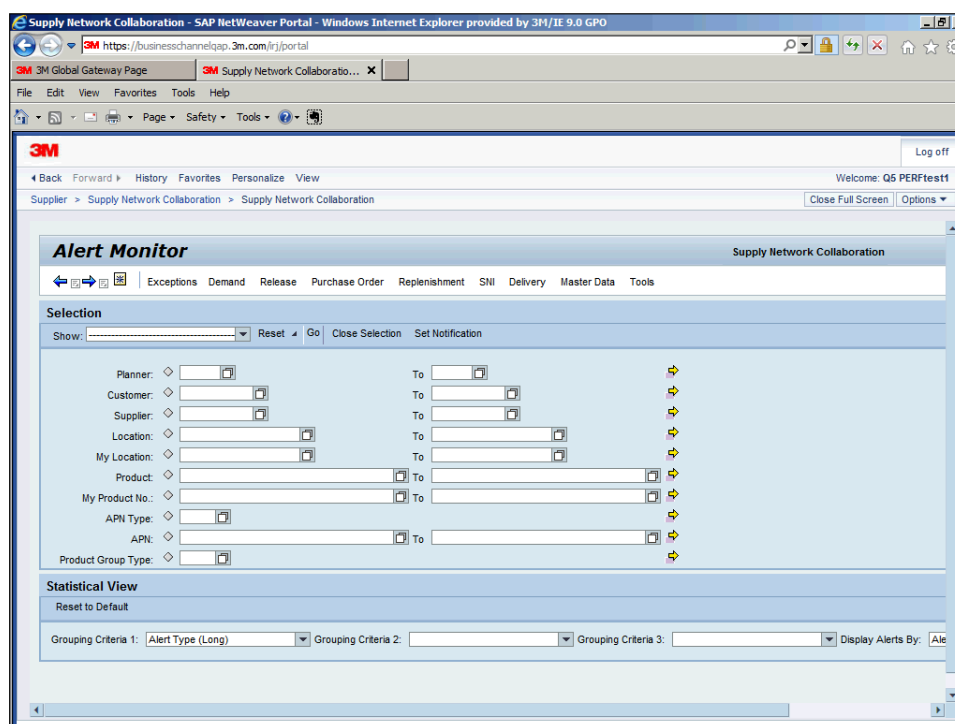 Supply Network Collaboration - SAP NetWeaver Portal - Windows Internet Explorer provided by 3M/IE 9.0 GPO
3M https://businesschannelqap.3m.com/irj/portal
3M 3M Global Gateway Page 3M Supply Network Collaboratio... X
File Edit View Favorites Tools Help
Page Safety Tools
3M
Log off
Back Forward History Favorites Personalize View Welcome: Q5 PERFtest1
Supplier > Supply Network Collaboration > Supply Network Collaboration Close Full Screen Options
Alert Monitor Supply Network Collaboration
Exceptions Demand Release Purchase Order Replenishment SNI Delivery Master Data Tools
Selection
Show: Reset Go Close Selection Set Notification
Planner: To
Customer: To
Supplier: To
Location: To
My Location: To
Product: To
My Product No.: To
APN Type:
APN: To
Product Group Type:
Statistical View
Reset to Default
Grouping Criteria 1: Alert Type (Long) Grouping Criteria 2: Grouping Criteria 3: Display Alerts By: Ale